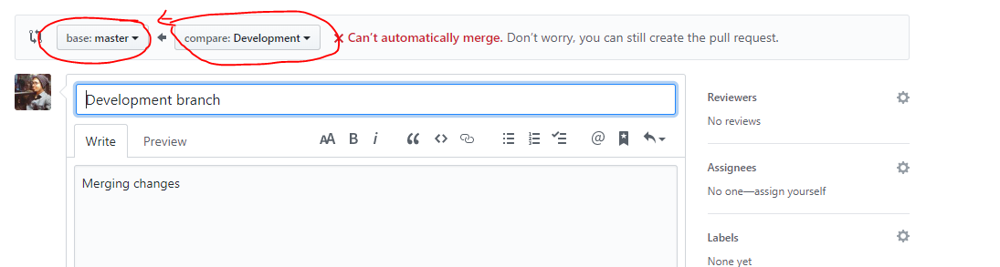 base: master compare: Development Can't automatically merge. Don't worry, you can still create the pull request.
Development branch
Reviewers
No reviews
Write Preview AA B i “ <> @
Merging changes
Assignees
No one—assign yourself
Labels
None yet